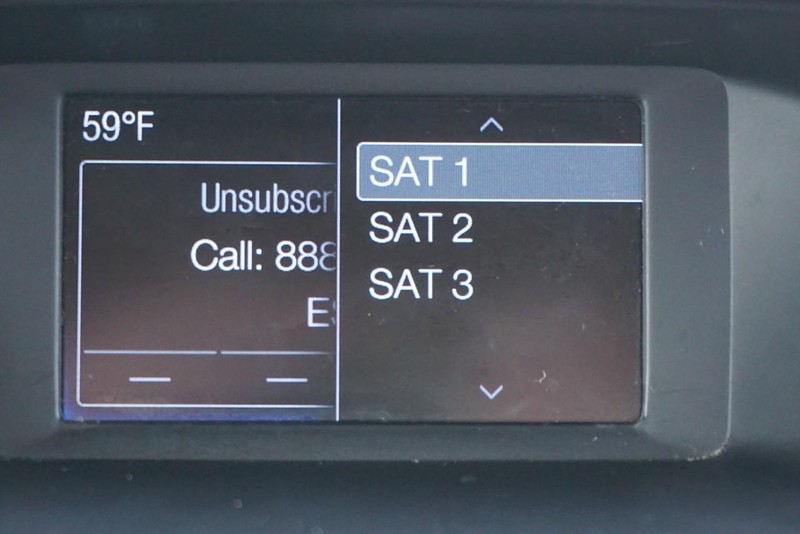 59°F
Unsubscr
Call: 888
E
SAT 1
SAT 2
SAT 3